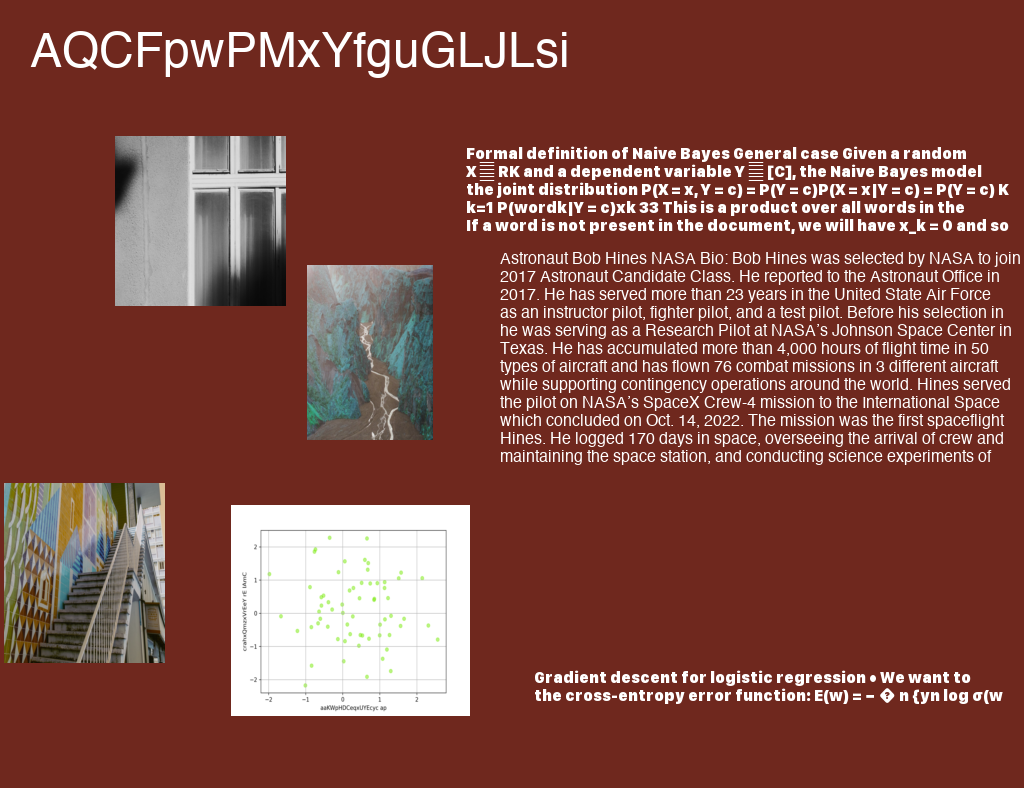 AQCFpwPMxYfguGLJLsi
Formal definition of Naive Bayes General case Given a random
X RK and a dependent variable Y [C], the Naive Bayes model
the joint distribution P(X = x, Y = c) = P(Y = c)P(X = x|Y = c) = P(Y = c) K
k=1 P(wordk|Y = c)xk 33 This is a product over all words in the
If a word is not present in the document, we will have x_k = 0 and so
Astronaut Bob Hines NASA Bio: Bob Hines was selected by NASA to join
2017 Astronaut Candidate Class. He reported to the Astronaut Office in
2017. He has served more than 23 years in the United State Air Force
as an instructor pilot, fighter pilot, and a test pilot. Before his selection in
he was serving as a Research Pilot at NASA’s Johnson Space Center in
Texas. He has accumulated more than 4,000 hours of flight time in 50
types of aircraft and has flown 76 combat missions in 3 different aircraft
while supporting contingency operations around the world. Hines served
the pilot on NASA’s SpaceX Crew-4 mission to the International Space
which concluded on Oct. 14, 2022. The mission was the first spaceflight
Hines. He logged 170 days in space, overseeing the arrival of crew and
maintaining the space station, and conducting science experiments of
2
1
0
−1
−2
−2 −1 0 1 2
Gradient descent for logistic regression • We want to
the cross-entropy error function: E(w) = − � n {yn log σ(w